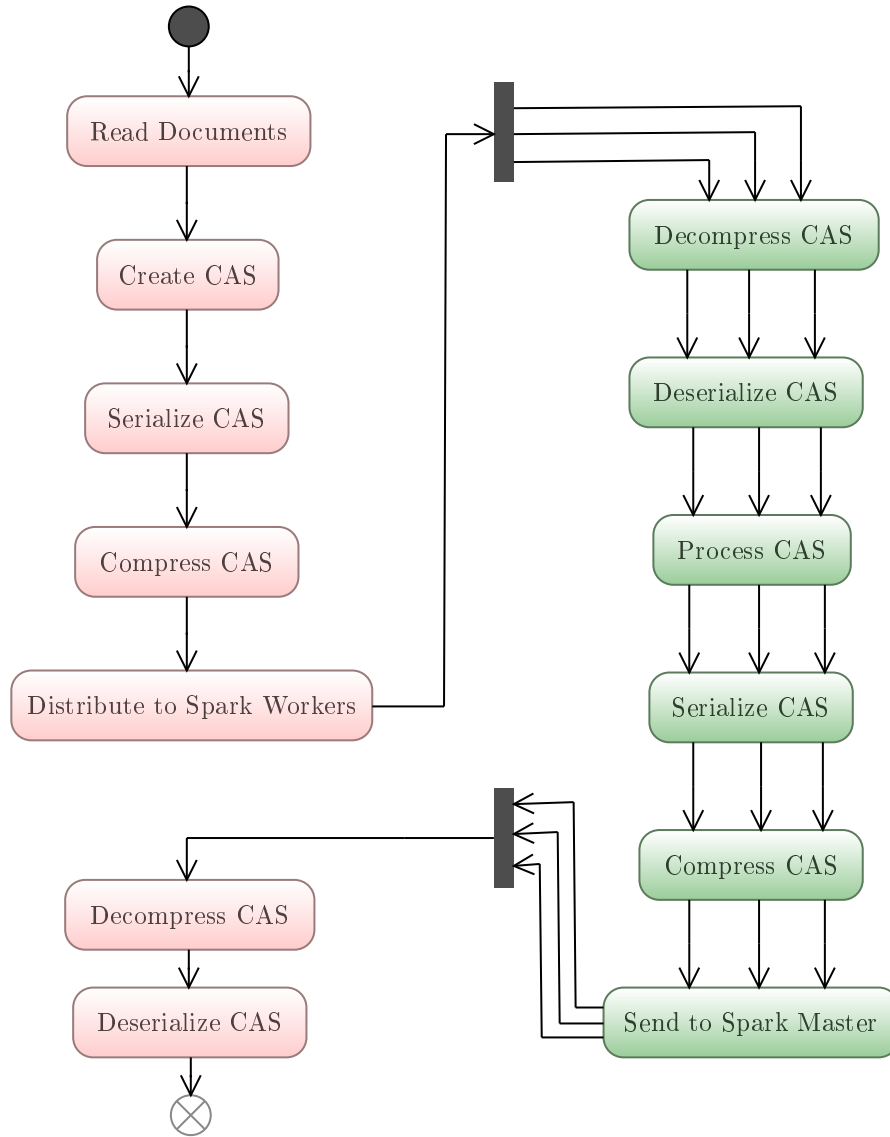 Read Documents
Create CAS
Serialize CAS
Compress CAS
Distribute to Spark Workers
Decompress CAS
Deserialize CAS
Process CAS
Serialize CAS
Compress CAS
Send to Spark Master
Decompress CAS
Deserialize CAS